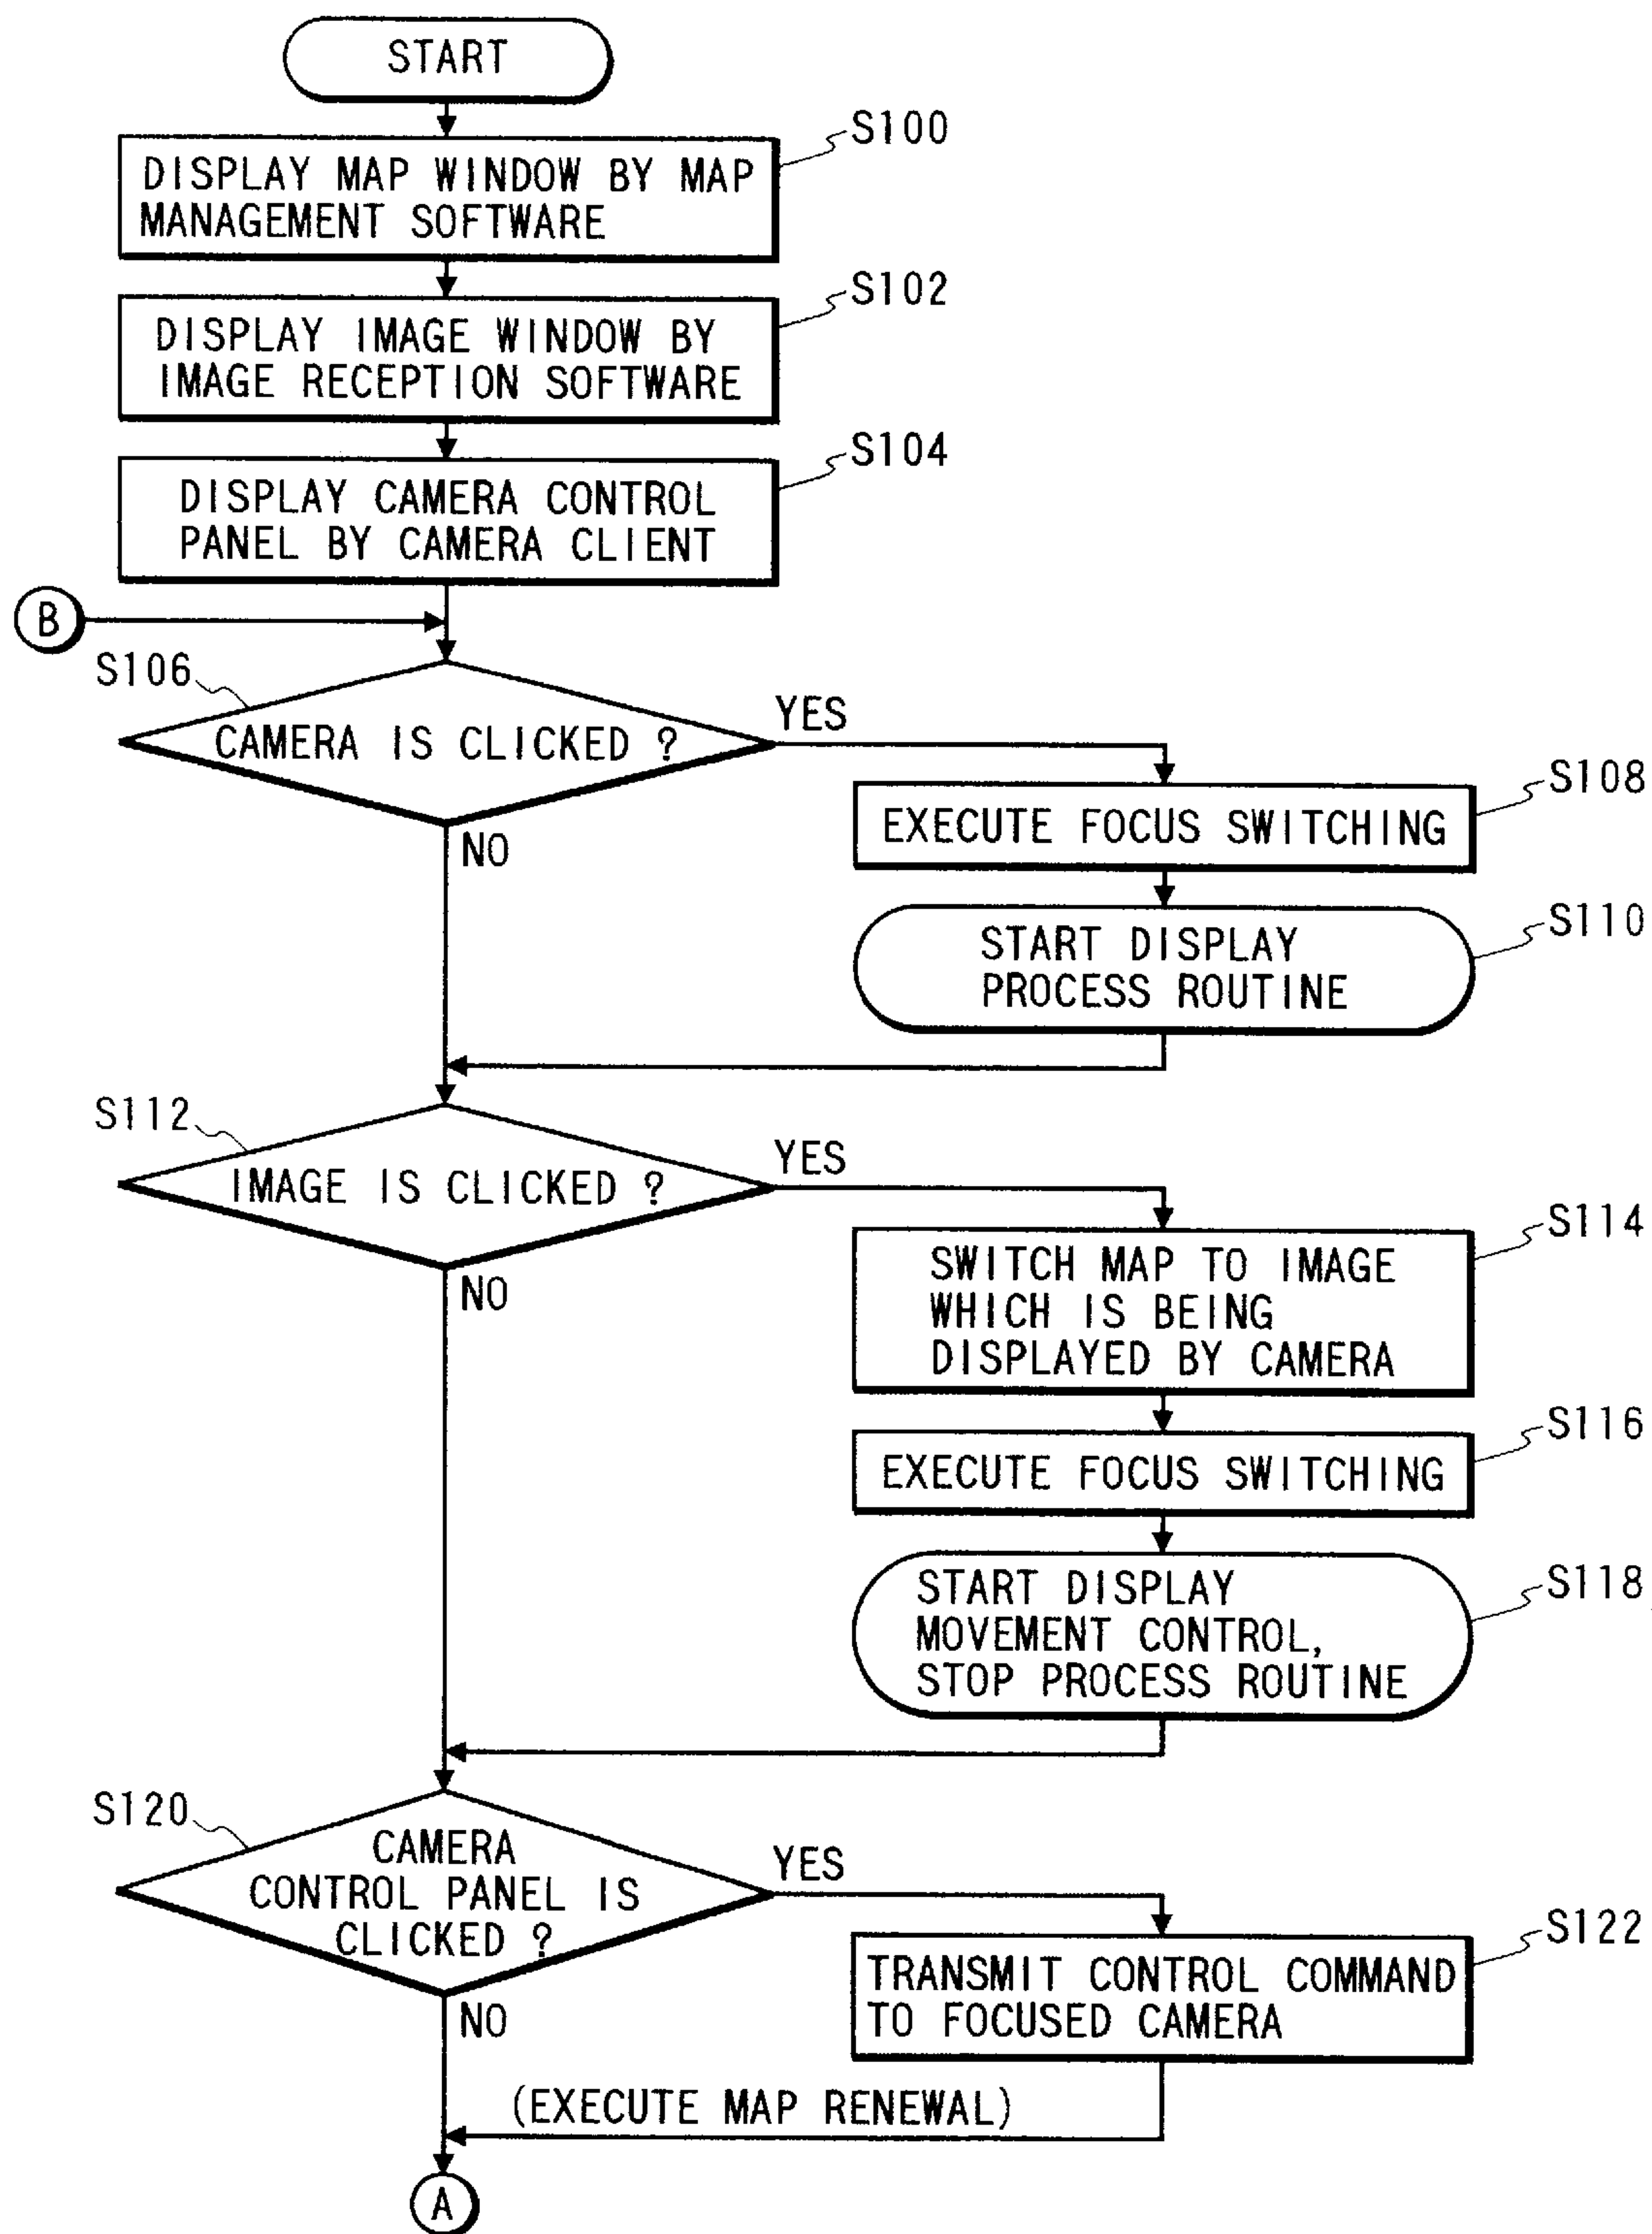 START
S100
DISPLAY MAP WINDOW BY MAP
MANAGEMENT SOFTWARE
S102
DISPLAY IMAGE WINDOW BY
IMAGE RECEPTION SOFTWARE
S104
DISPLAY CAMERA CONTROL
PANEL BY CAMERA CLIENT
B
S106
CAMERA IS CLICKED ?
YES
NO
S108
EXECUTE FOCUS SWITCHING
S110
START DISPLAY
PROCESS ROUTINE
S112
IMAGE IS CLICKED ?
YES
NO
S114
SWITCH MAP TO IMAGE
WHICH IS BEING
DISPLAYED BY CAMERA
S116
EXECUTE FOCUS SWITCHING
S118
START DISPLAY
MOVEMENT CONTROL,
STOP PROCESS ROUTINE
S120
CAMERA
CONTROL PANEL IS
CLICKED ?
YES
NO
S122
TRANSMIT CONTROL COMMAND
TO FOCUSED CAMERA
(EXECUTE MAP RENEWAL)
A